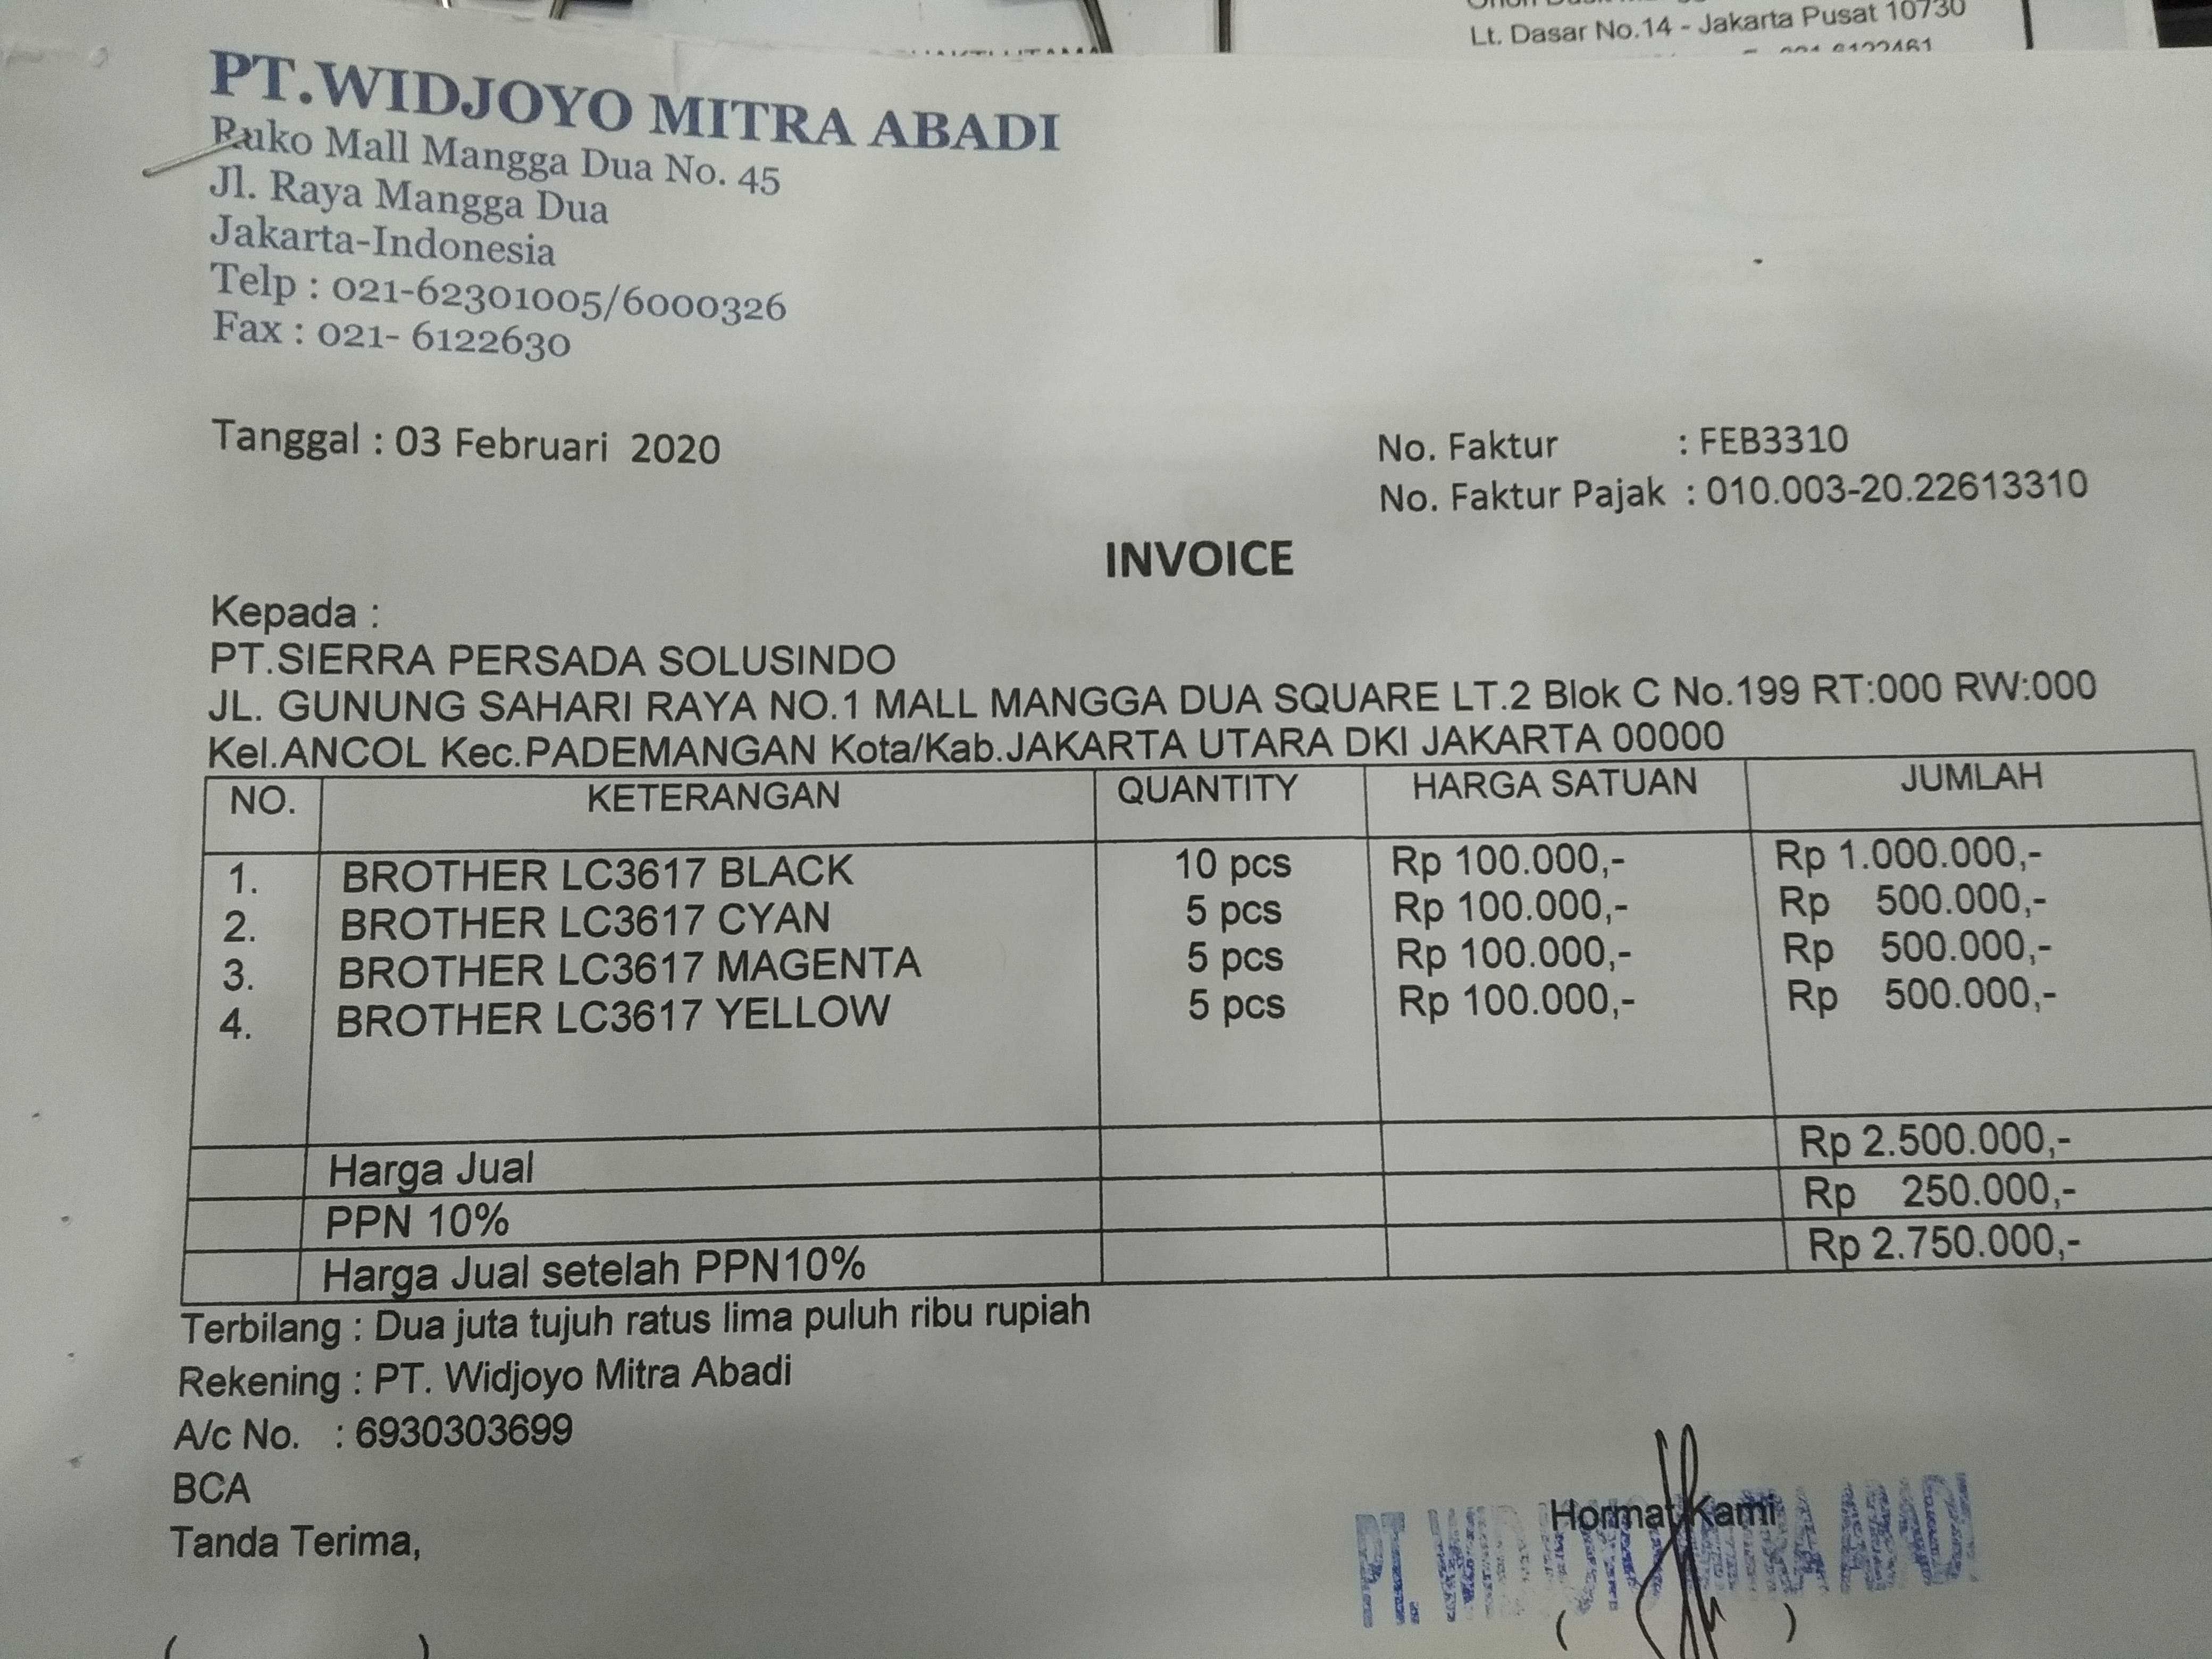 Lt. Dasar No.14 - Jakarta Pusat 10730
PT.WIDJOYO MITRA ABADI
Ruko Mall Mangga Dua No. 45
Jl. Raya Mangga Dua
Jakarta-Indonesia
Telp : 021-62301005/6000326
Fax : 021- 6122630
Tanggal : 03 Februari 2020
No. Faktur : FEB3310
No. Faktur Pajak : 010.003-20.22613310
INVOICE
Kepada :
PT.SIERRA PERSADA SOLUSINDO
JL. GUNUNG SAHARI RAYA NO.1 MALL MANGGA DUA SQUARE LT.2 Blok C No.199 RT:000 RW:000
Kel.ANCOL Kec.PADEMANGAN Kota/Kab.JAKARTA UTARA DKI JAKARTA 00000
NO. KETERANGAN QUANTITY HARGA SATUAN JUMLAH
1. BROTHER LC3617 BLACK 10 pcs Rp 100.000,- Rp 1.000.000,-
2. BROTHER LC3617 CYAN 5 pcs Rp 100.000,- Rp 500.000,-
3. BROTHER LC3617 MAGENTA 5 pcs Rp 100.000,- Rp 500.000,-
4. BROTHER LC3617 YELLOW 5 pcs Rp 100.000,- Rp 500.000,-
Harga Jual Rp 2.500.000,-
PPN 10% Rp 250.000,-
Harga Jual setelah PPN10% Rp 2.750.000,-
Terbilang : Dua juta tujuh ratus lima puluh ribu rupiah
Rekening : PT. Widjoyo Mitra Abadi
A/c No. : 6930303699
BCA
Tanda Terima,
Hormat Kami
PT. WIDJOYO MITRA ABADI
( )
( )